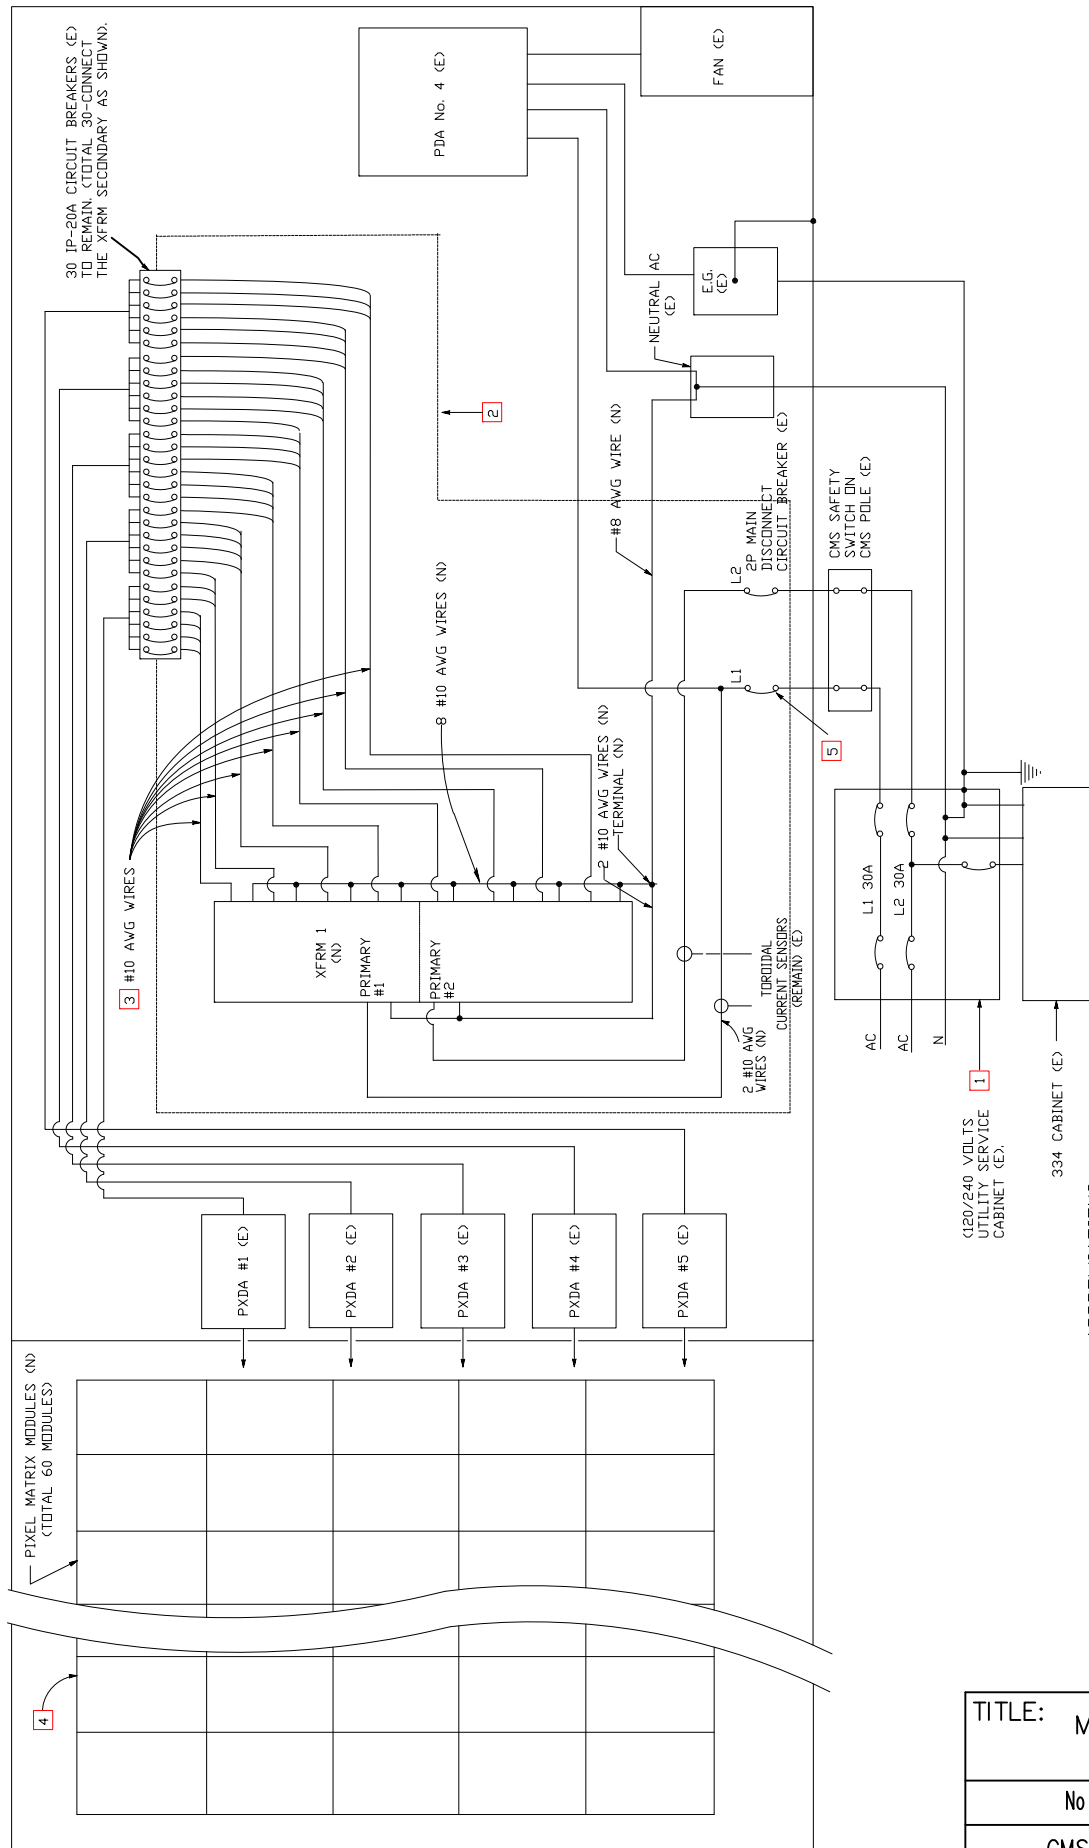 30 IP-20A CIRCUIT BREAKERS (E)
TO REMAIN. (TOTAL 30-CONNECT
THE XFRM SECONDARY AS SHOWN).
PDA No. 4 (E)
FAN (E)
E.G.
(E)
NEUTRAL AC
(E)
2
#8 AWG WIRE (N)
L2
2P MAIN
DISCONNECT
CIRCUIT BREAKER (E)
CMS SAFETY
SWITCH ON
CMS POLE (E)
L1
5
8 #10 AWG WIRES (N)
2 #10 AWG WIRES (N)
TERMINAL (N)
3 #10 AWG WIRES
XFRM 1
(N)
PRIMARY
#1
PRIMARY
#2
TOROIDAL
CURRENT SENSORS
(REMAIN) (E)
2 #10 AWG
WIRES (N)
L1 30A
L2 30A
AC
AC
N
1
(120/240 VOLTS
UTILITY SERVICE
CABINET (E).
334 CABINET (E)
PXDA #1 (E)
PXDA #2 (E)
PXDA #3 (E)
PXDA #4 (E)
PXDA #5 (E)
PIXEL MATRIX MODULES (N)
(TOTAL 60 MODULES)
4
TITLE:
M
No
CMS